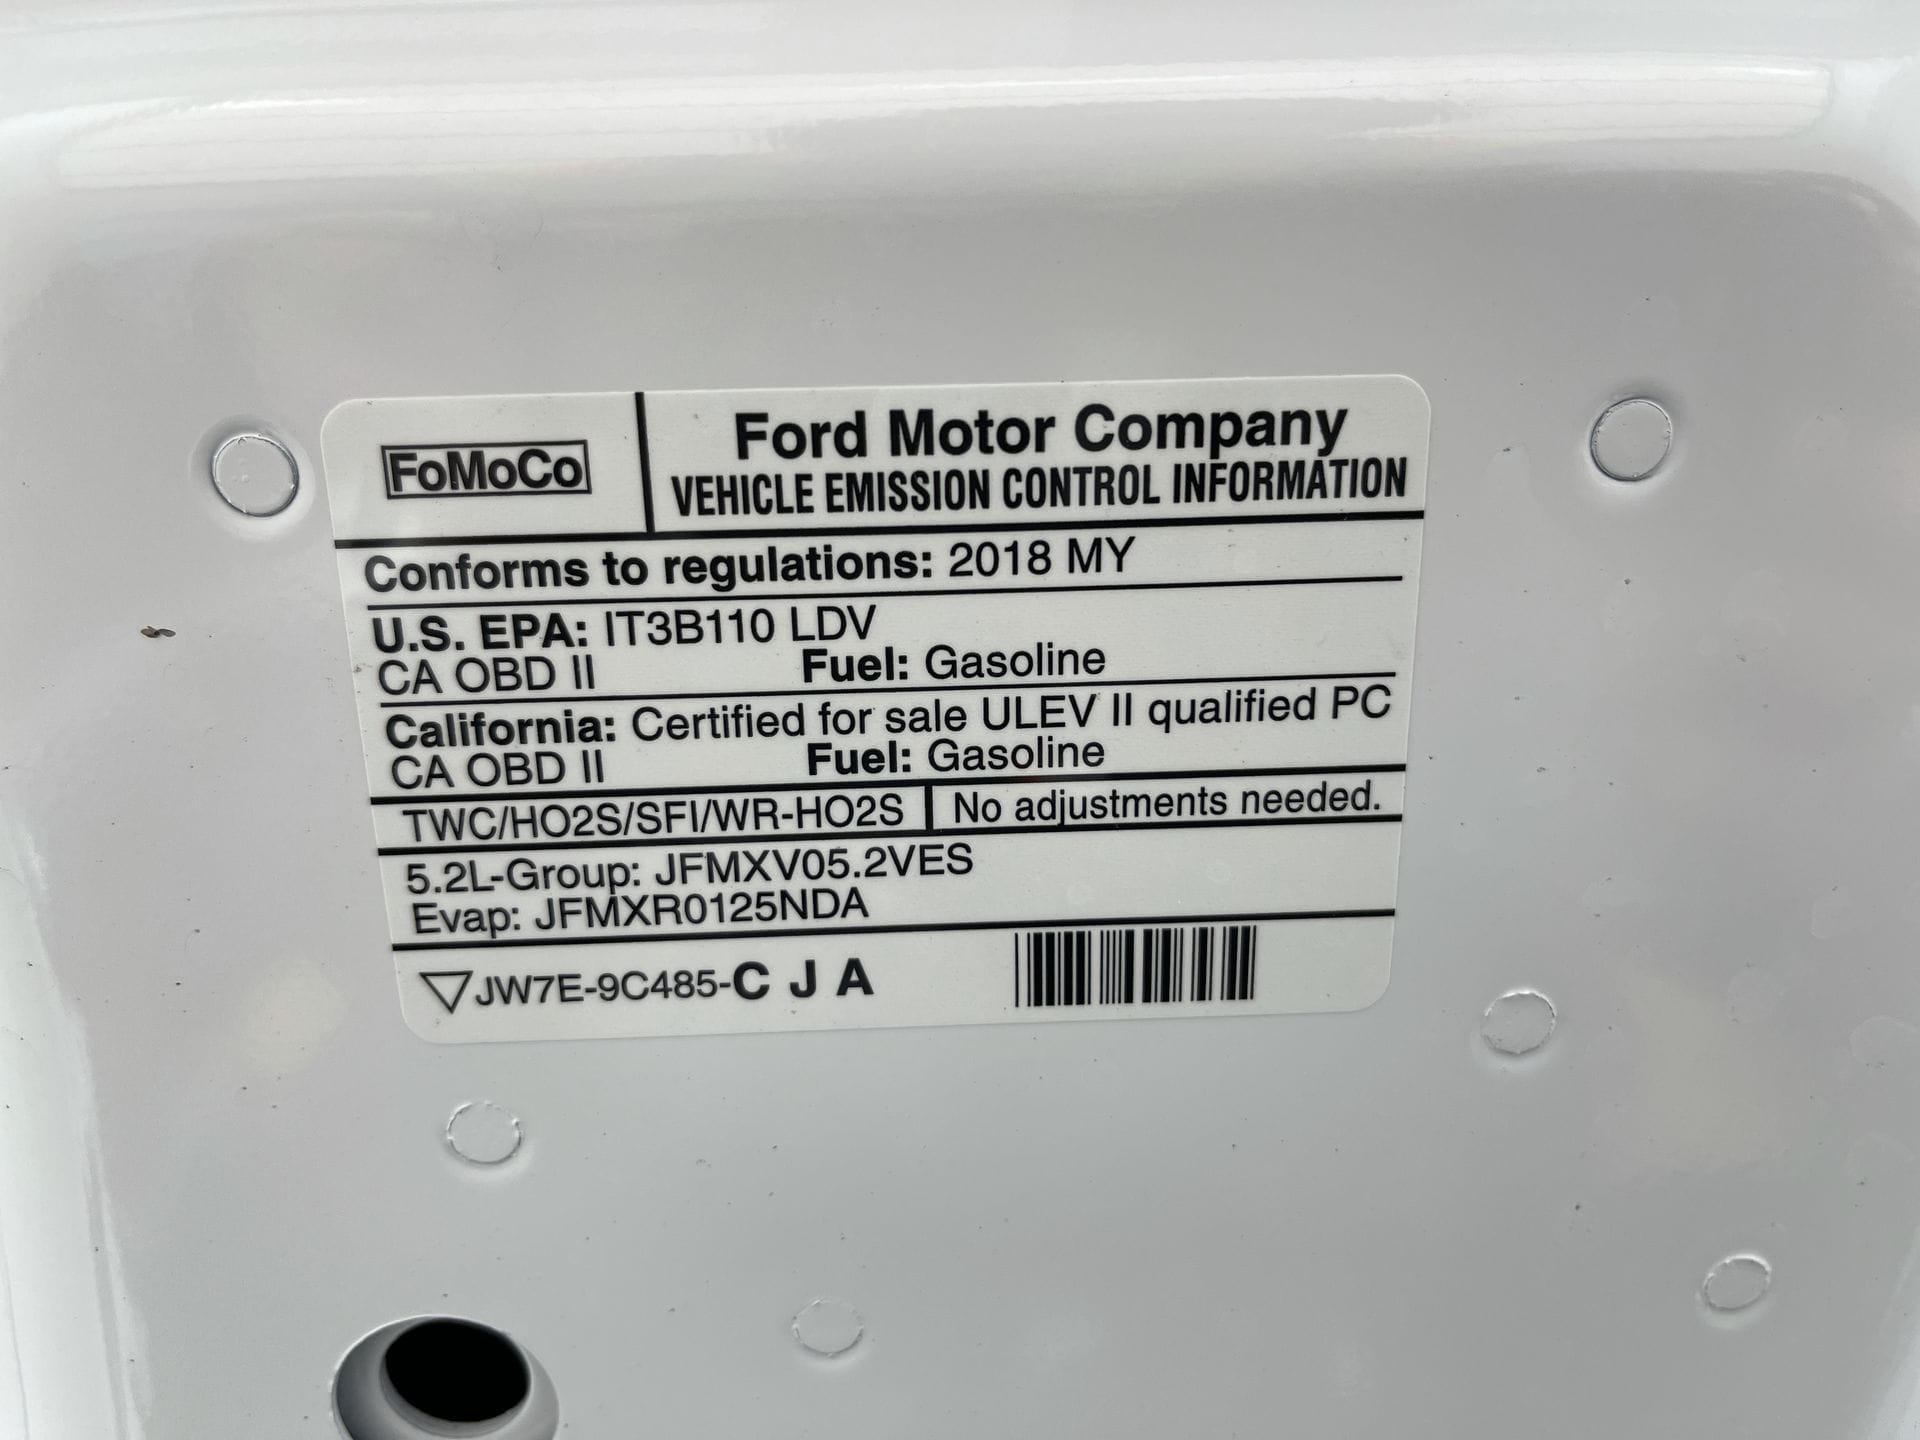 FoMoCo
Ford Motor Company
VEHICLE EMISSION CONTROL INFORMATION
Conforms to regulations: 2018 MY
U.S. EPA: IT3B110 LDV
CA OBD II Fuel: Gasoline
California: Certified for sale ULEV II qualified PC
CA OBD II Fuel: Gasoline
TWC/HO2S/SFI/WR-HO2S No adjustments needed.
5.2L-Group: JFMXV05.2VES
Evap: JFMXR0125NDA
JW7E-9C485-C J A